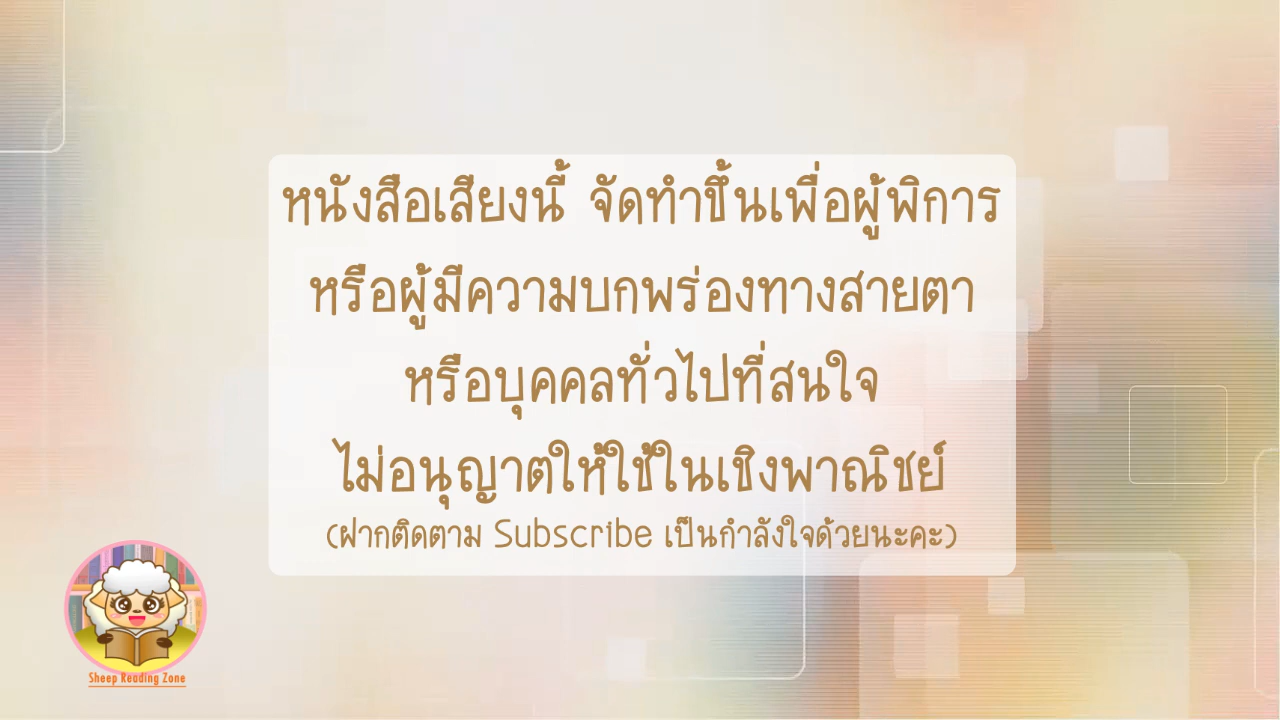 หนังสือเสียงนี้ จัดทำขึ้นเพื่อผู้พิการ
หรือผู้มีความบกพร่องทางสายตา
หรือบุคคลทั่วไปที่สนใจ
ไม่อนุญาตให้ใช้ในเชิงพาณิชย์
(ฝากติดตาม Subscribe เป็นกำลังใจด้วยนะคะ)
Sheep Reading Zone